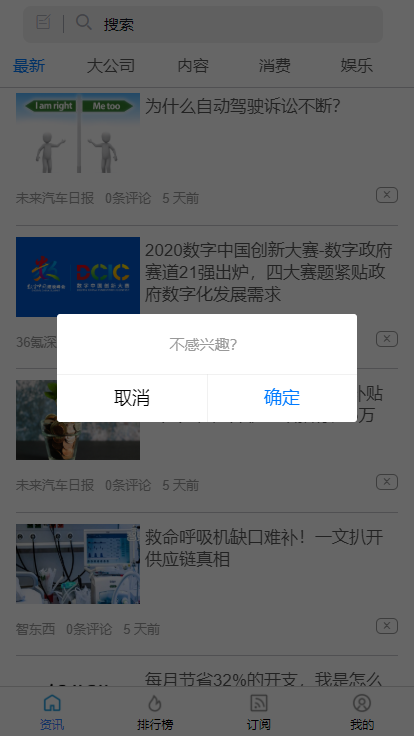 搜索
最新 大公司 内容 消费 娱乐
I am right Me too
为什么自动驾驶诉讼不断?
未来汽车日报 0条评论 5 天前
2020数字中国创新大赛-数字政府
赛道21强出炉，四大赛题紧贴政
府数字化发展需求
DCIC
数字中国创新大赛
36氪深
不感兴趣?
取消 确定
补贴
万
未来汽车日报 0条评论 5 天前
救命呼吸机缺口难补！一文扒开
供应链真相
智东西 0条评论 5 天前
每月节省32%的开支，我是怎么
资讯 排行榜 订阅 我的